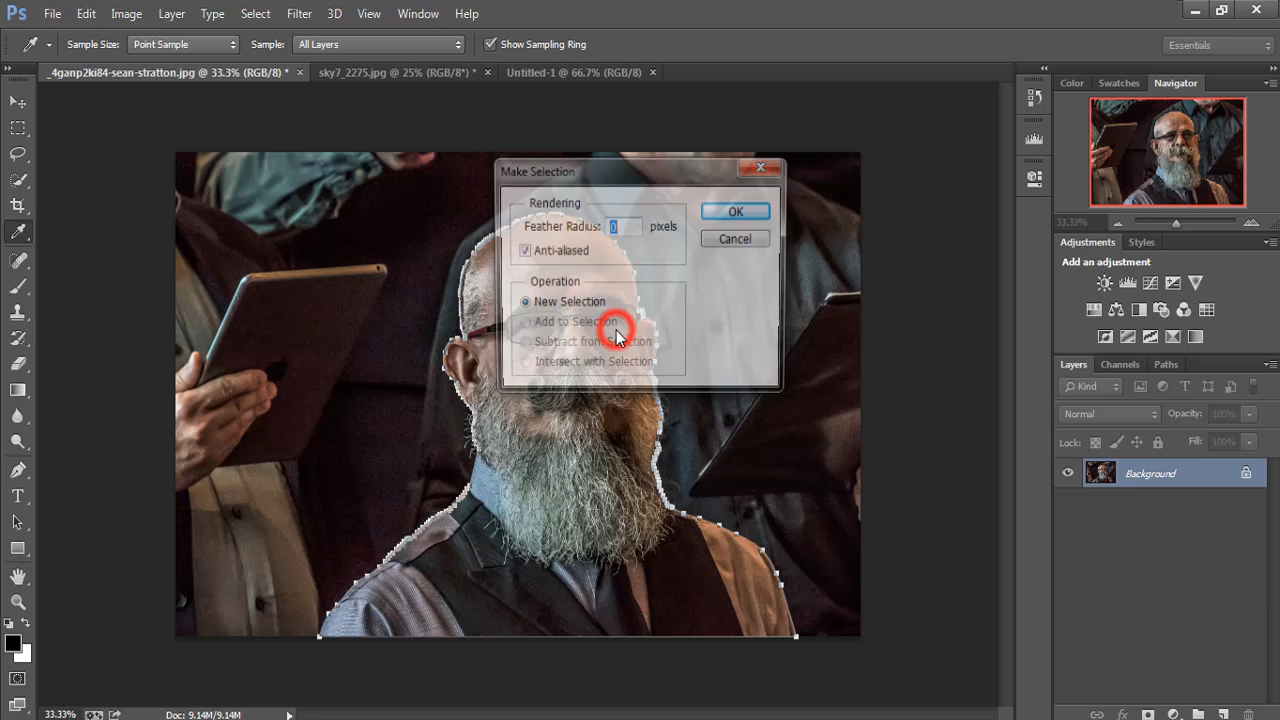 Ps File Edit Image Layer Type Select Filter 3D View Window Help
Sample Size: Point Sample Sample: All Layers Show Sampling Ring Essentials
_4ganp2ki84-sean-stratton.jpg @ 33.3% (RGB/8) * × sky7_2275.jpg @ 25% (RGB/8*) * × Untitled-1 @ 66.7% (RGB/8) ×
Color Swatches Navigator
Make Selection
Rendering
Feather Radius: 0 pixels
Anti-aliased
OK
Cancel
Operation
New Selection
Add to Selection
Subtract from Selection
Intersect with Selection
33.33%
Adjustments Styles
Add an adjustment
Layers Channels Paths
Kind
Normal Opacity: 100%
Lock: Fill: 100%
Background
fx
33.33% Doc: 9.14M/9.14M